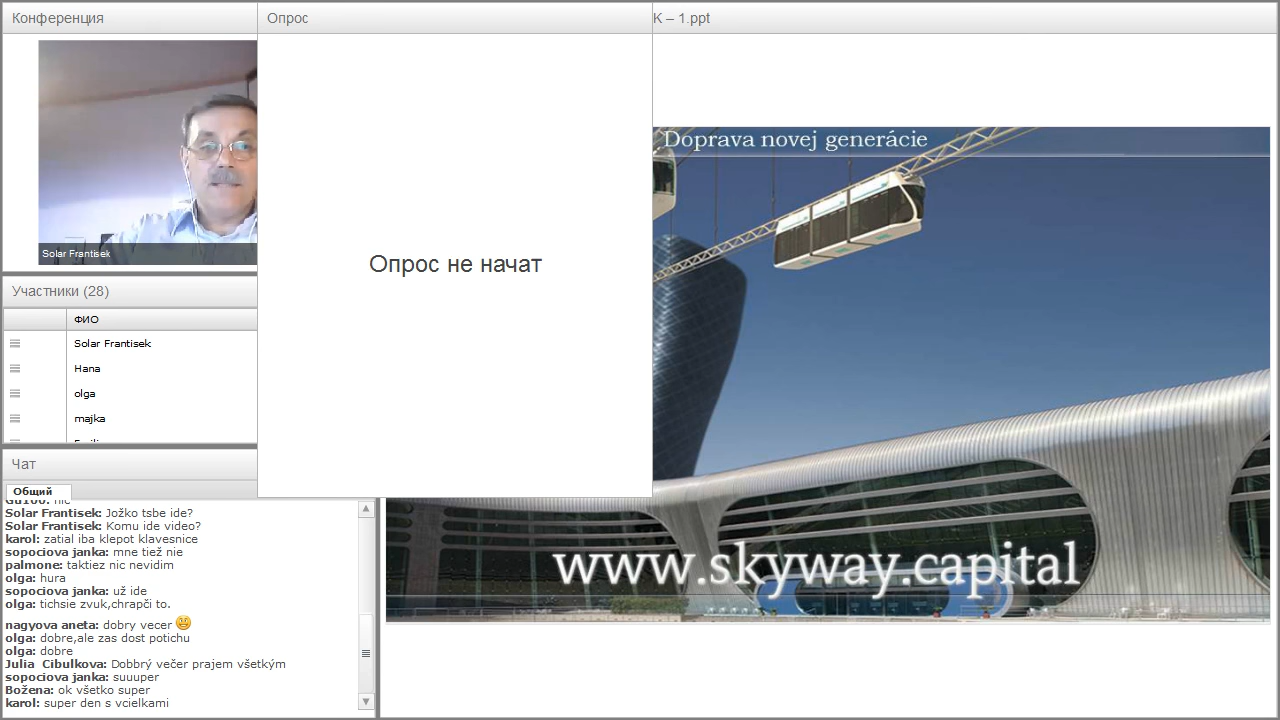 Конференция
Опрос
K – 1.ppt
Solar Frantisek
Doprava novej generácie
Опрос не начат
Участники (28)
ФИО
Solar Frantisek
Hana
olga
majka
Чат
Общий
Solar Frantisek: Jožko tsbe ide?
Solar Frantisek: Komu ide video?
karol: zatial iba klepot klavesnice
sopociova janka: mne tiež nie
palmone: taktiez nic nevidim
olga: hura
sopociova janka: už ide
olga: tichsie zvuk,chrapči to.
nagyova aneta: dobry vecer
olga: dobre,ale zas dost potichu
olga: dobre
Julia Cibulkova: Dobbrý večer prajem všetkým
sopociova janka: suuuper
Božena: ok všetko super
karol: super den s vcielkami
www.skyway.capital